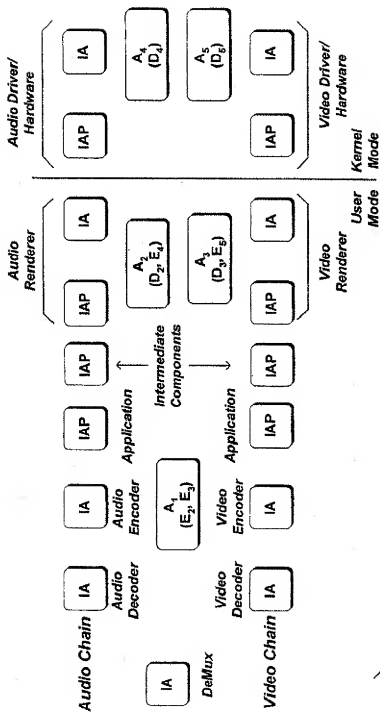 Audio Driver/
Hardware
IAP
IA
Audio
Renderer
IAP
IA
IAP
IAP
Application
IA
Audio
Encoder
IA
Audio
Decoder
Audio Chain
A₄
(D₄)
A₅
(D₅)
A₂
(D₂, E₄)
A₃
(D₃, E₅)
Intermediate
Components
A₁
(E₂, E₃)
IA
DeMux
Video Chain
Video
Decoder
IA
Video
Encoder
IA
Application
IAP
IAP
IAP
IA
Video
Renderer
IAP
IA
Video Driver/
Hardware
User
Mode
Kernel
Mode